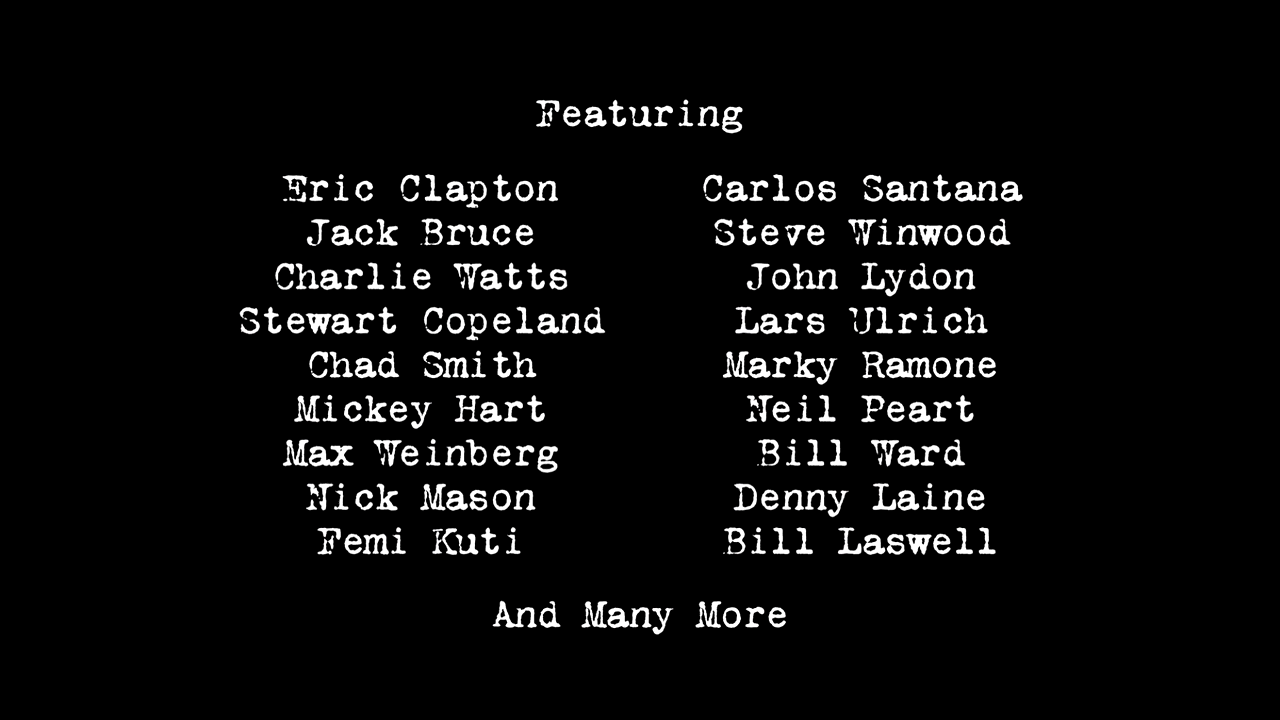 Featuring
Eric Clapton
Jack Bruce
Charlie Watts
Stewart Copeland
Chad Smith
Mickey Hart
Max Weinberg
Nick Mason
Femi Kuti
Carlos Santana
Steve Winwood
John Lydon
Lars Ulrich
Marky Ramone
Neil Peart
Bill Ward
Denny Laine
Bill Laswell
And Many More